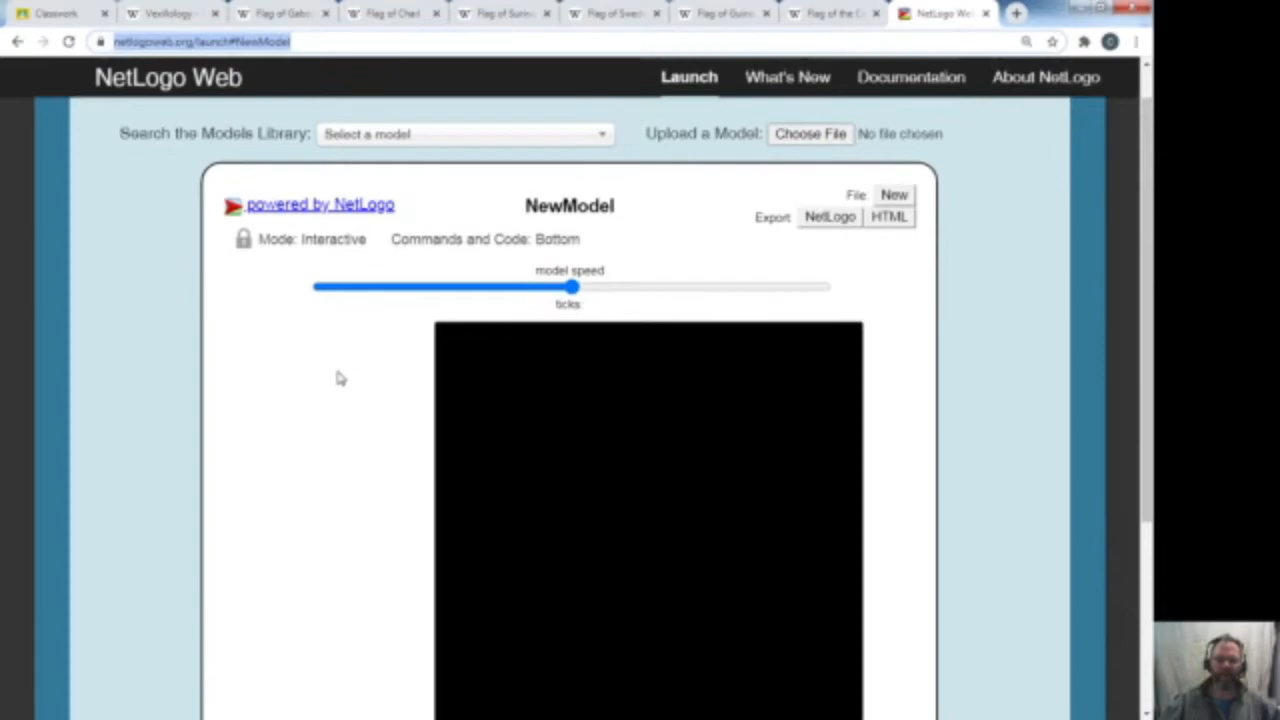 Classwork
Vexillology -
Flag of Gabo
Flag of Chad
Flag of Surin
Flag of Swed
Flag of Guin
Flag of the C
NetLogo Web
netlogoweb.org/launch#NewModel
NetLogo Web
Launch
What's New
Documentation
About NetLogo
Search the Models Library:
Select a model
Upload a Model:
Choose File
No file chosen
powered by NetLogo
NewModel
File:
New
Export:
NetLogo
HTML
Mode: Interactive
Commands and Code: Bottom
model speed
ticks: